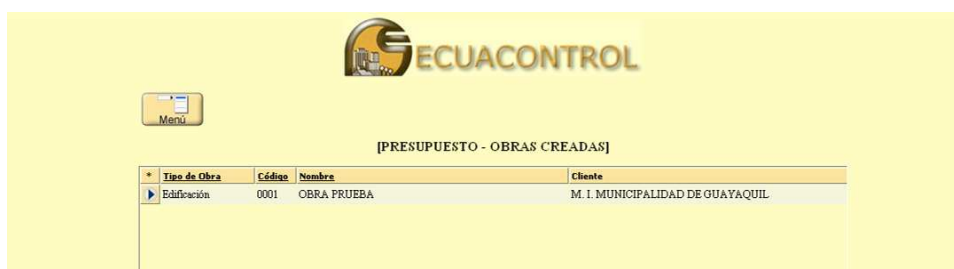 ECUACONTROL
Menú
[PRESUPUESTO - OBRAS CREADAS]
* Tipo de Obra Código Nombre Cliente
Edificación 0001 OBRA PRUEBA M. I. MUNICIPALIDAD DE GUAYAQUIL